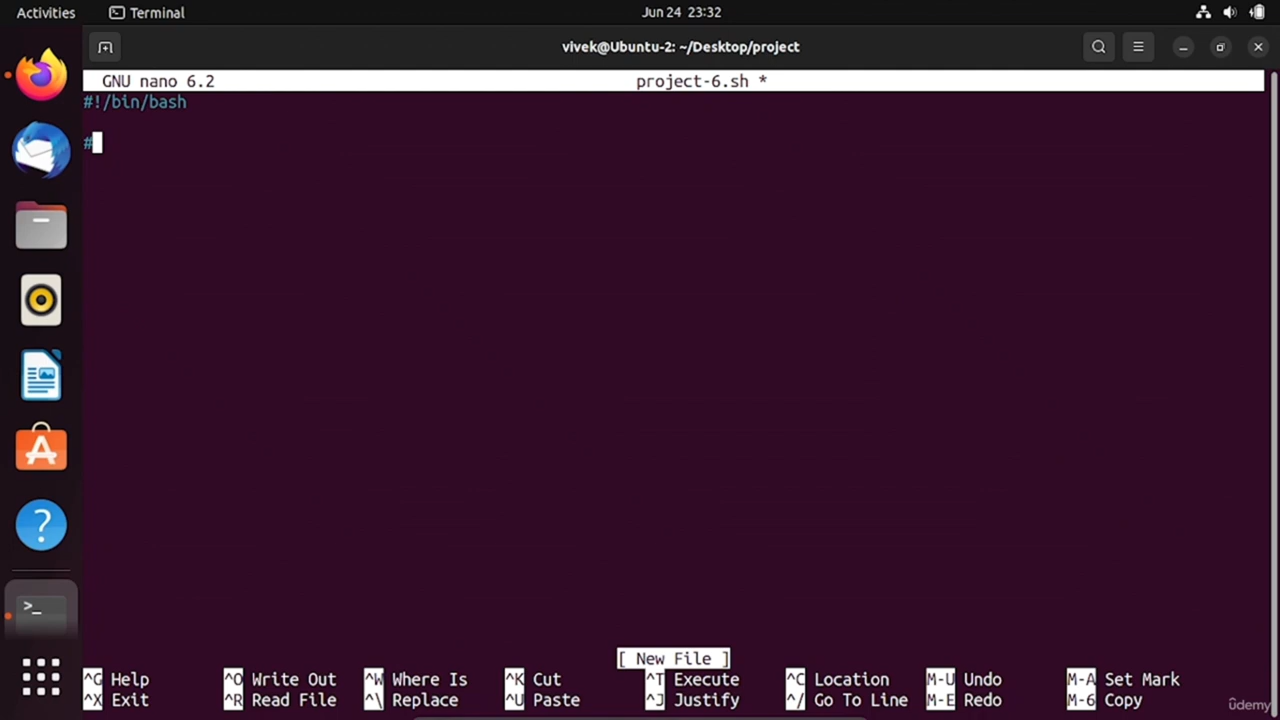 Activities Terminal Jun 24 23:32
vivek@Ubuntu-2: ~/Desktop/project
GNU nano 6.2 project-6.sh *
#!/bin/bash
#
[ New File ]
^G Help ^O Write Out ^W Where Is ^K Cut ^T Execute ^C Location M-U Undo M-A Set Mark
^X Exit ^R Read File ^\ Replace ^U Paste ^J Justify ^/ Go To Line M-E Redo M-6 Copy
ûdemy